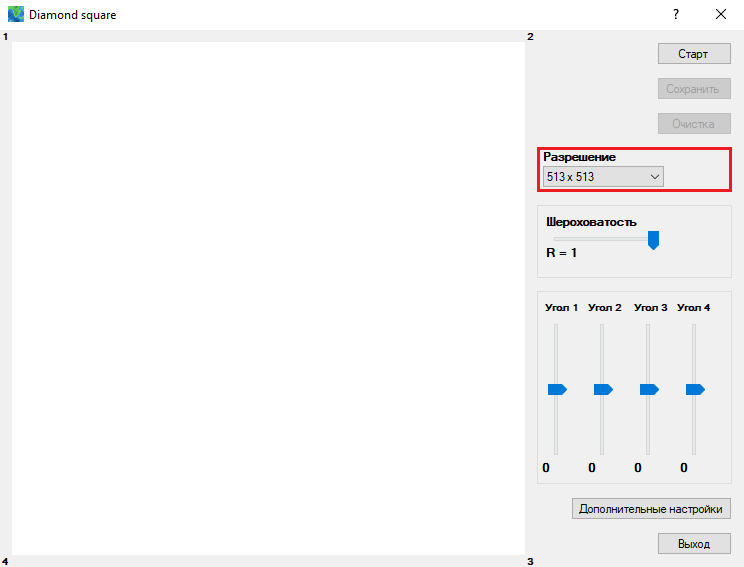 Diamond square
?
1
2
Старт
Сохранить
Очистка
Разрешение
513 x 513
Шероховатость
R = 1
Угол 1 Угол 2 Угол 3 Угол 4
0 0 0 0
Дополнительные настройки
Выход
4
3